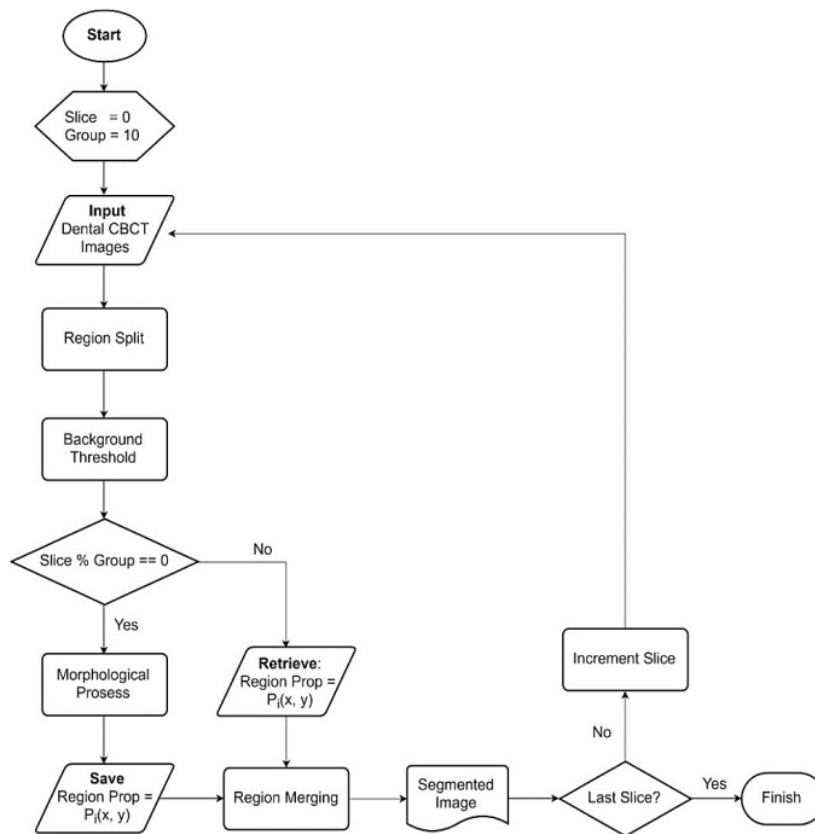 Start
Slice = 0
Group = 10
Input
Dental CBCT
Images
Region Split
Background
Threshold
Slice % Group == 0
No
Yes
Morphological
Prosess
Retrieve:
Region Prop =
Pi(x, y)
Save
Region Prop =
Pi(x, y)
Region Merging
Segmented
Image
Last Slice?
No
Increment Slice
Yes
Finish